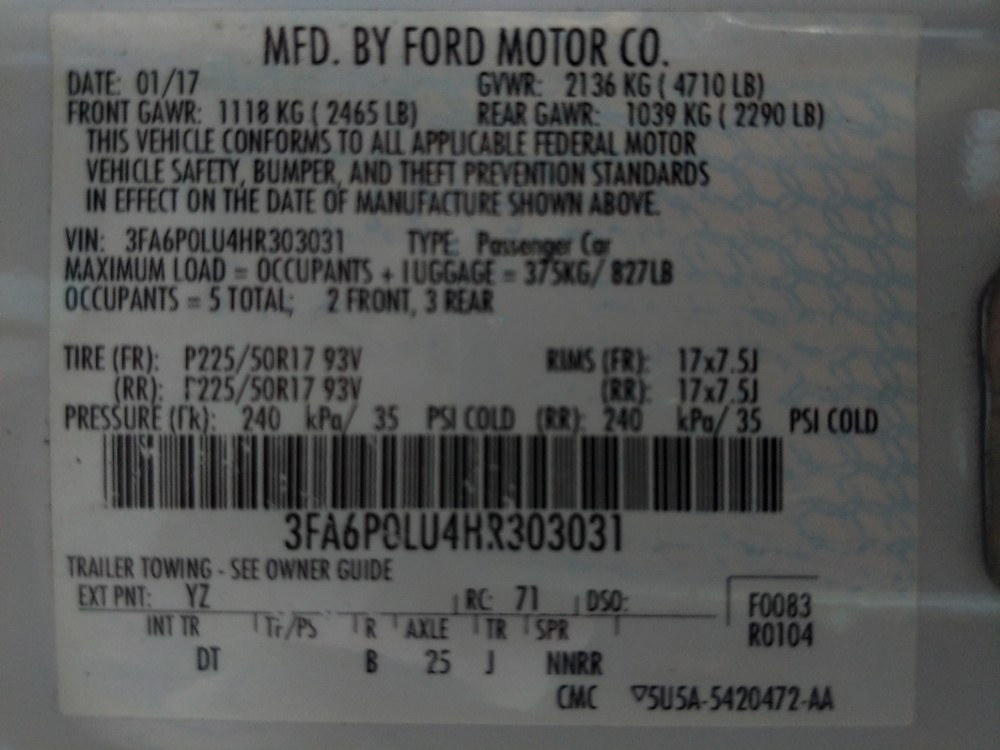 MFD. BY FORD MOTOR CO.
DATE: 01/17 GVWR: 2136 KG ( 4710 LB)
FRONT GAWR: 1118 KG ( 2465 LB) REAR GAWR: 1039 KG ( 2290 LB)
THIS VEHICLE CONFORMS TO ALL APPLICABLE FEDERAL MOTOR
VEHICLE SAFETY, BUMPER, AND THEFT PREVENTION STANDARDS
IN EFFECT ON THE DATE OF MANUFACTURE SHOWN ABOVE.
VIN: 3FA6P0LU4HR303031 TYPE: Passenger Car
MAXIMUM LOAD = OCCUPANTS + LUGGAGE = 375KG/ 827LB
OCCUPANTS = 5 TOTAL; 2 FRONT, 3 REAR
TIRE (FR): P225/50R17 93V RIMS (FR): 17x7.5J
(RR): P225/50R17 93V (RR): 17x7.5J
PRESSURE (FR): 240 kPa/ 35 PSI COLD (RR): 240 kPa/ 35 PSI COLD
3FA6P0LU4HR303031
TRAILER TOWING - SEE OWNER GUIDE
EXT PNT: YZ RC: 71 DSO: F0083
INT TR Tr/PS R AXLE TR SPR R0104
DT B 25 J NNRR
CMC ▽5U5A-5420472-AA